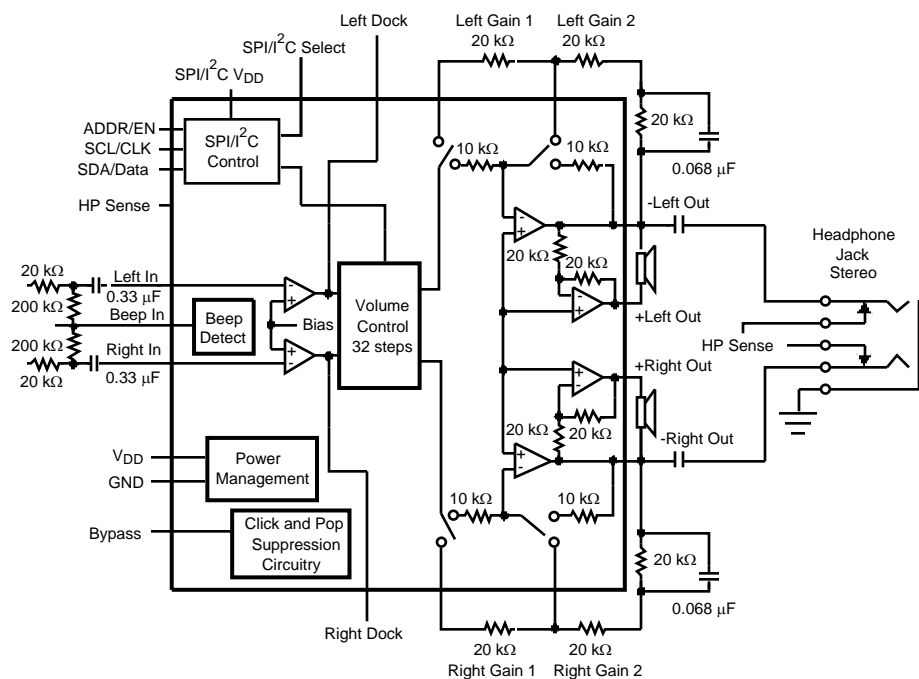 Left Dock
Left Gain 1
Left Gain 2
20 kΩ
20 kΩ
SPI/I²C Select
SPI/I²C VDD
ADDR/EN
SCL/CLK
SDA/Data
SPI/I²C
Control
HP Sense
10 kΩ
10 kΩ
20 kΩ
0.068 μF
-Left Out
Headphone
Jack
Stereo
20 kΩ
20 kΩ
+Left Out
20 kΩ
Left In
0.33 μF
200 kΩ
Beep In
200 kΩ
Right In
20 kΩ
0.33 μF
Beep
Detect
Bias
Volume
Control
32 steps
HP Sense
+Right Out
20 kΩ
20 kΩ
-Right Out
VDD
GND
Power
Management
10 kΩ
10 kΩ
Bypass
Click and Pop
Suppression
Circuitry
20 kΩ
0.068 μF
Right Dock
20 kΩ
20 kΩ
Right Gain 1
Right Gain 2